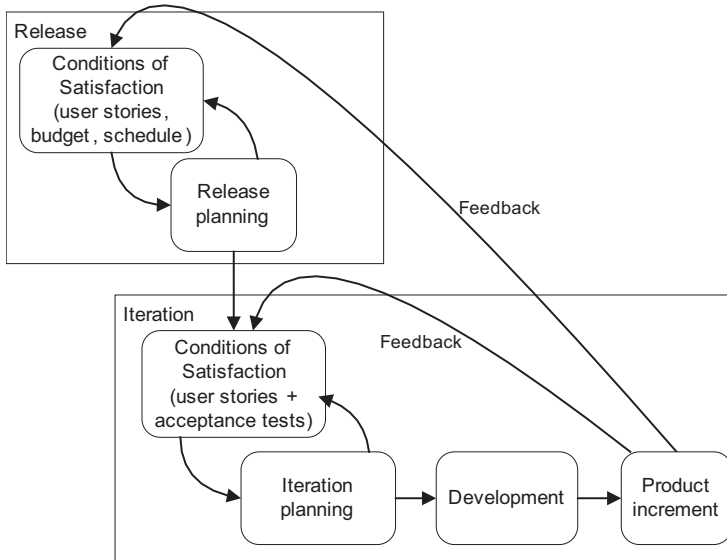 Release
Conditions of
Satisfaction
(user stories,
budget, schedule)
Release
planning
Feedback
Iteration
Conditions of
Satisfaction
(user stories +
acceptance tests)
Feedback
Iteration
planning
Development
Product
increment